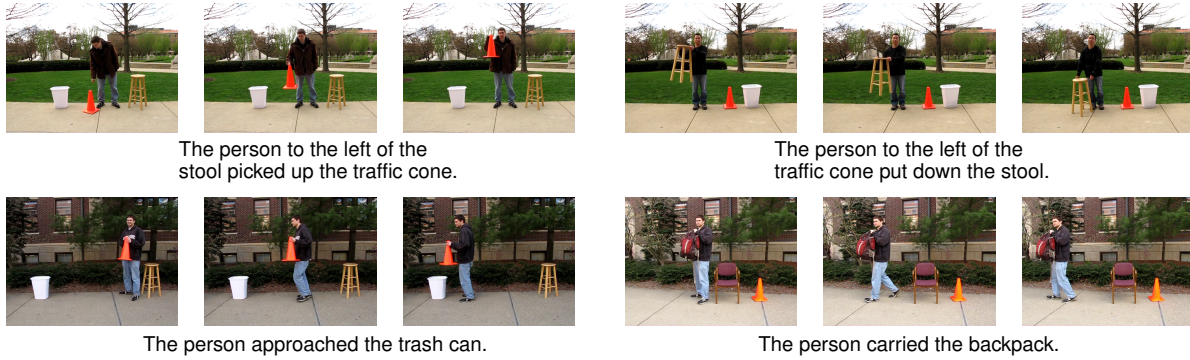 The person to the left of the
stool picked up the traffic cone.
The person to the left of the
traffic cone put down the stool.
The person approached the trash can.
The person carried the backpack.